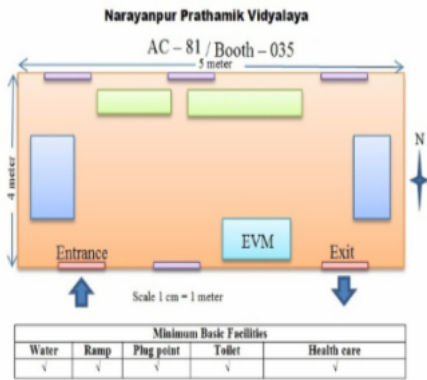 Narayanpur Prathamik Vidyalaya
AC – 81 / Booth – 035
5 meter
4 meter
N
EVM
Entrance
Exit
Scale 1 cm = 1 meter
Minimum Basic Facilities
Water Ramp Plug point Toilet Health care
√ √ √ √ √